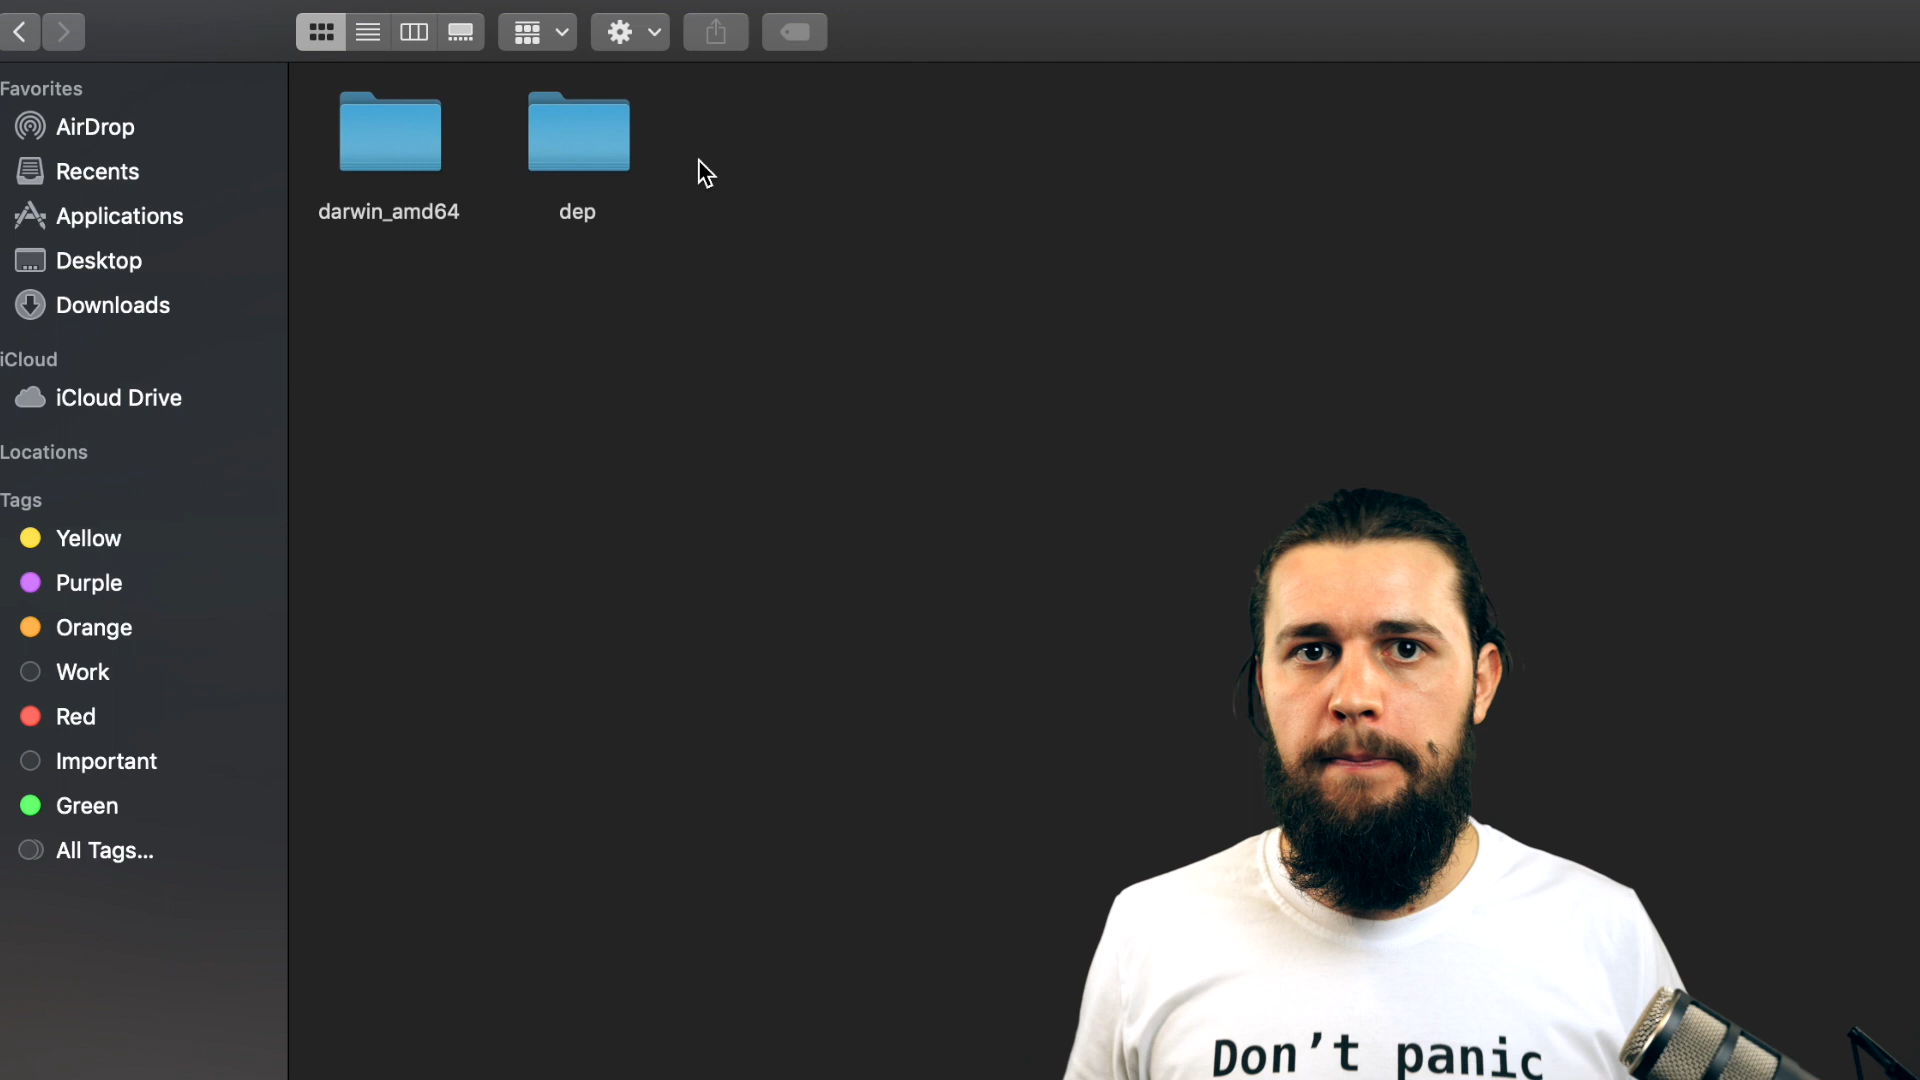 Favorites
AirDrop
Recents
Applications
Desktop
Downloads
iCloud
iCloud Drive
Locations
Tags
Yellow
Purple
Orange
Work
Red
Important
Green
All Tags...
darwin_amd64
dep
Don't panic